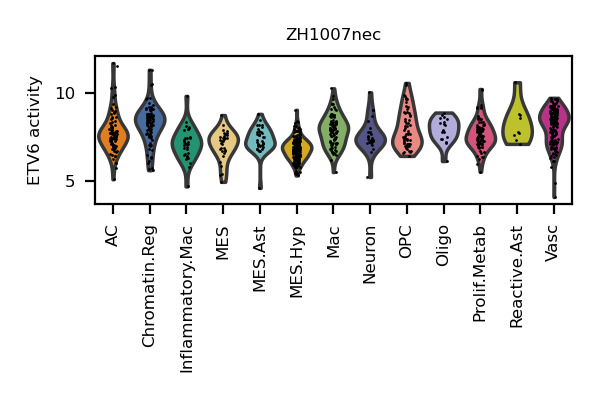 ZH1007nec
ETV6 activity
10
5
AC
Chromatin.Reg
Inflammatory.Mac
MES
MES.Ast
MES.Hyp
Mac
Neuron
OPC
Oligo
Prolif.Metab
Reactive.Ast
Vasc